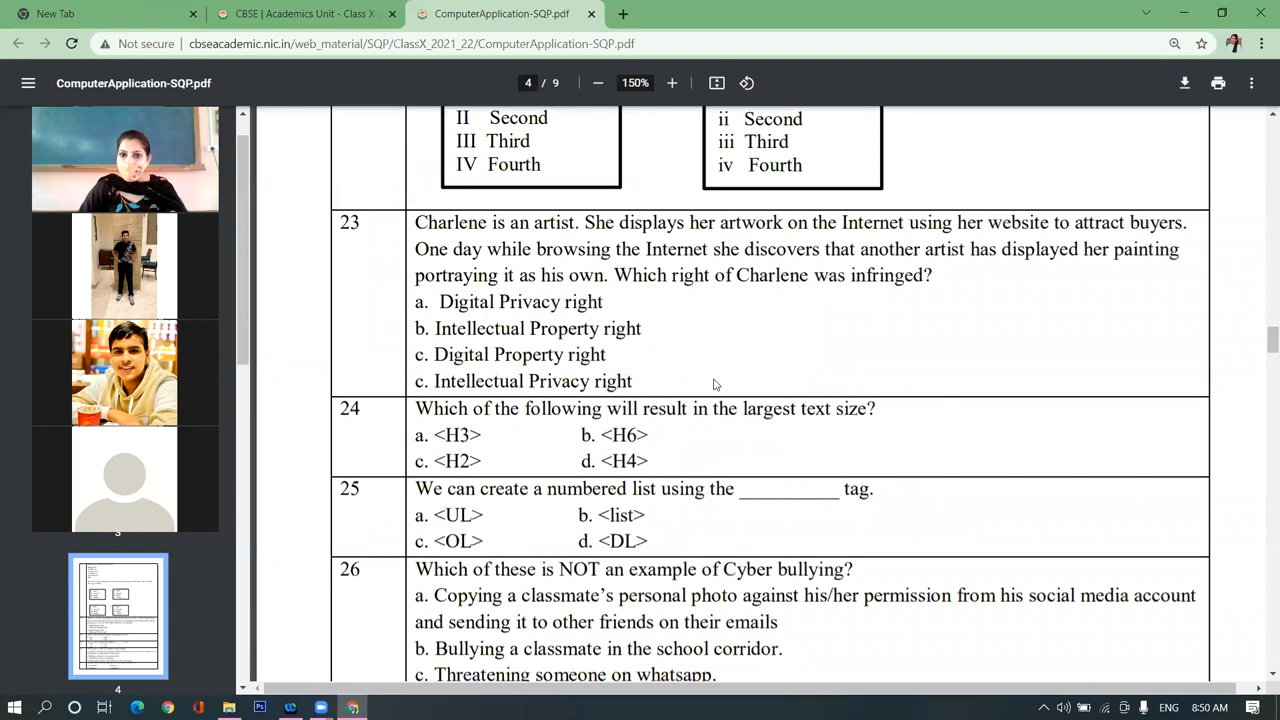 New Tab
CBSE | Academics Unit - Class X
ComputerApplication-SQP.pdf
Not secure | cbseacademic.nic.in/web_material/SQP/ClassX_2021_22/ComputerApplication-SQP.pdf
ComputerApplication-SQP.pdf
4 / 9
150%
II Second
III Third
IV Fourth
ii Second
iii Third
iv Fourth
23
Charlene is an artist. She displays her artwork on the Internet using her website to attract buyers.
One day while browsing the Internet she discovers that another artist has displayed her painting
portraying it as his own. Which right of Charlene was infringed?
a. Digital Privacy right
b. Intellectual Property right
c. Digital Property right
c. Intellectual Privacy right
24
Which of the following will result in the largest text size?
a. <H3> b. <H6>
c. <H2> d. <H4>
25
We can create a numbered list using the __________ tag.
a. <UL> b. <list>
c. <OL> d. <DL>
26
Which of these is NOT an example of Cyber bullying?
a. Copying a classmate's personal photo against his/her permission from his social media account
and sending it to other friends on their emails
b. Bullying a classmate in the school corridor.
c. Threatening someone on whatsapp.
3
4
8:50 AM